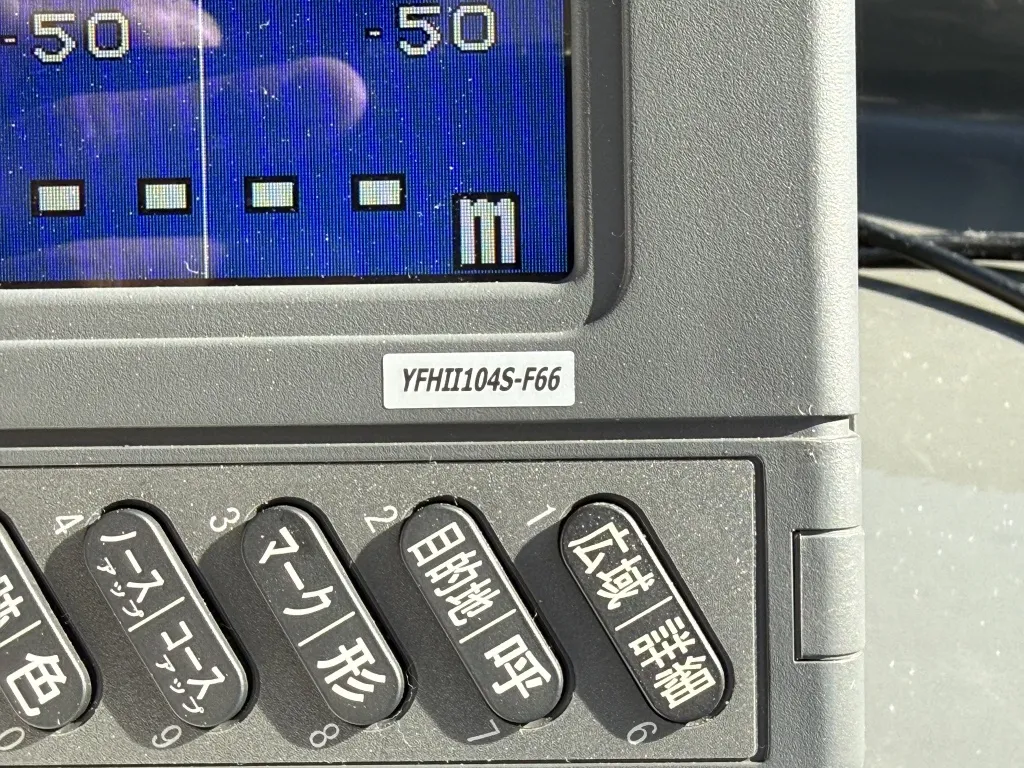 -50 -50
m
YFHII104S-F66
4 3 2 1
色
ノースアップ コースアップ
マーク 形
目的地 呼
広域 詳細
0 9 8 7 6